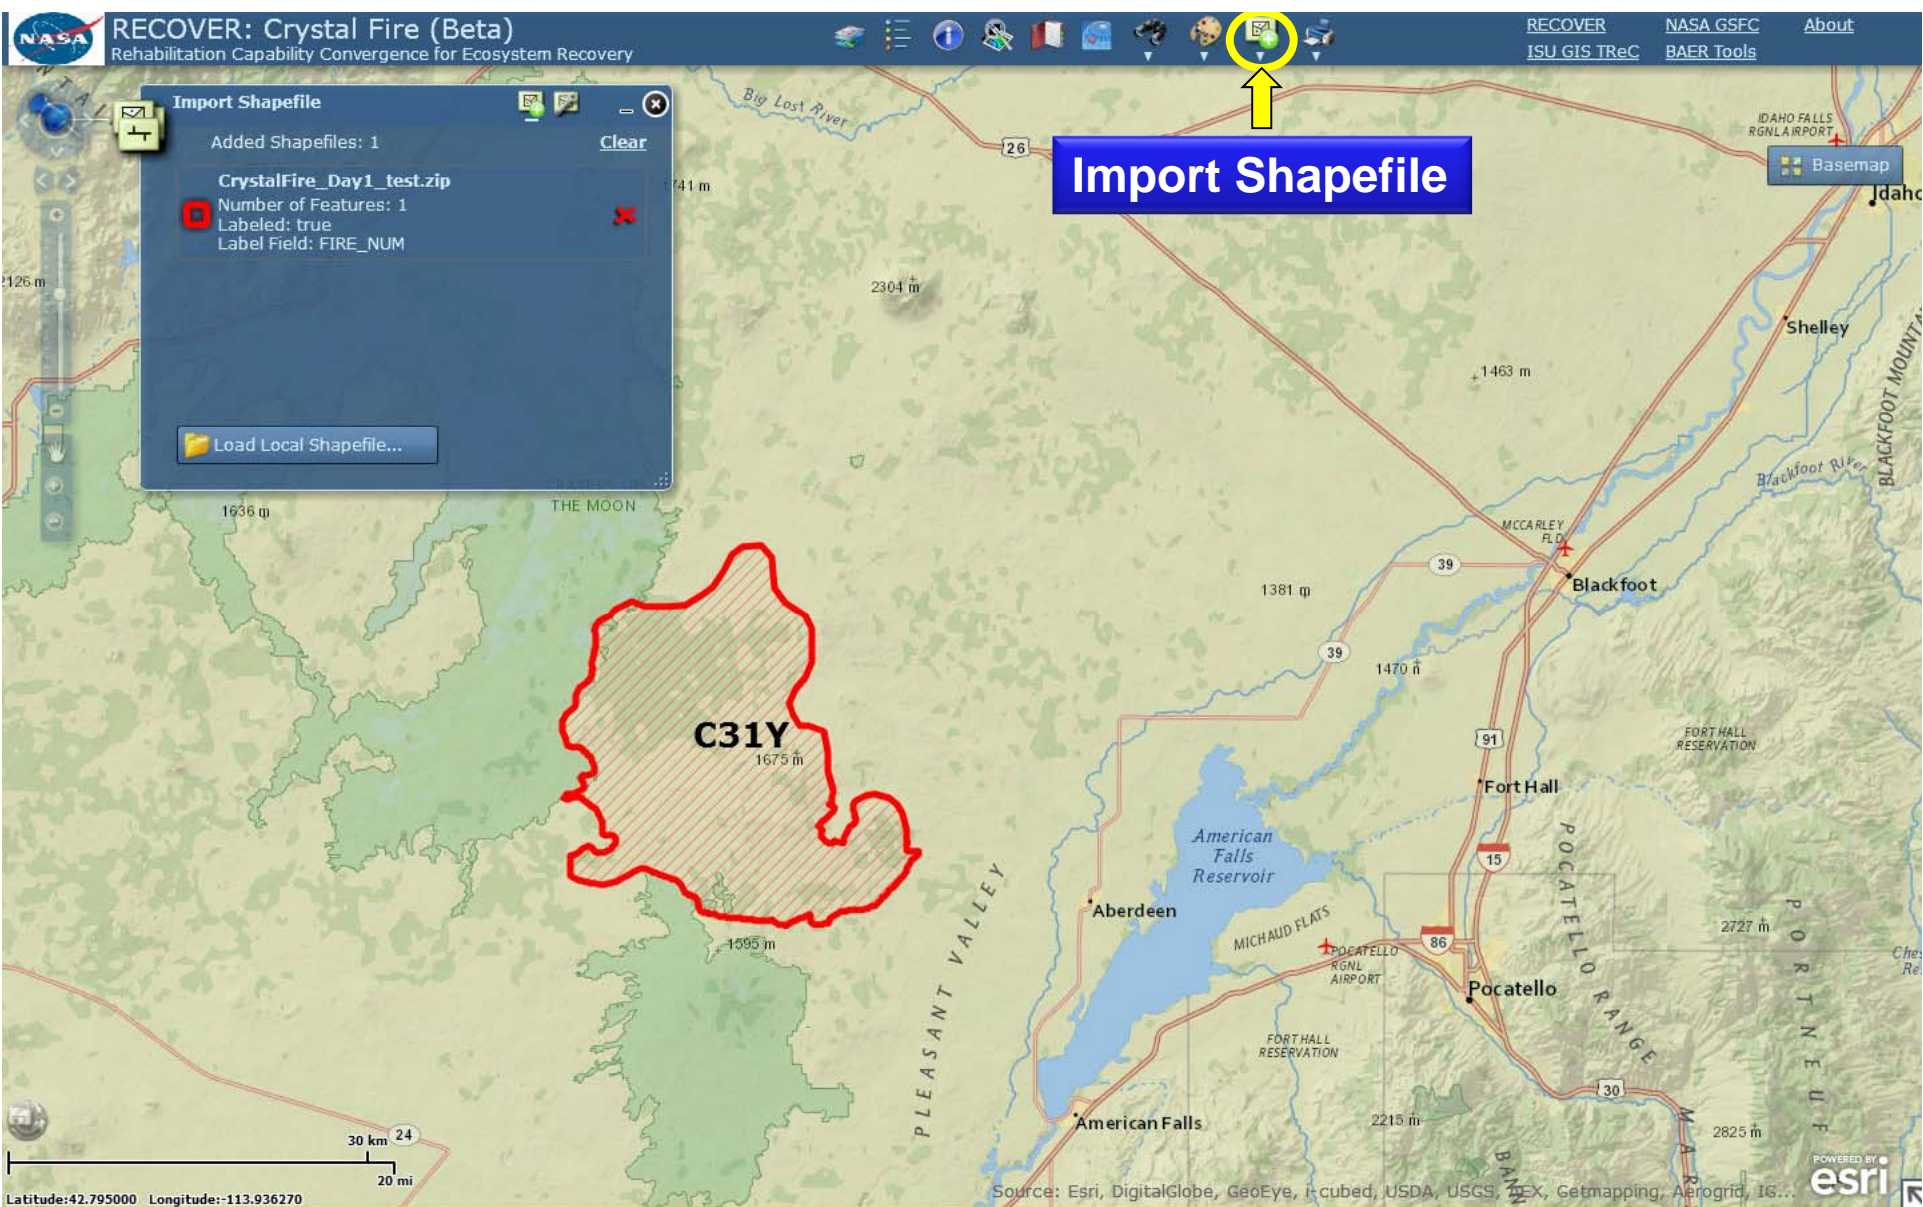 NASA
RECOVER: Crystal Fire (Beta)
Rehabilitation Capability Convergence for Ecosystem Recovery
RECOVER
NASA GSFC
About
ISU GIS TReC
BAER Tools
Import Shapefile
Added Shapefiles: 1
Clear
CrystalFire_Day1_test.zip
Number of Features: 1
Labeled: true
Label Field: FIRE_NUM
Load Local Shapefile...
Import Shapefile
Basemap
Big Lost River
26
IDAHO FALLS
RGNL AIRPORT
Idaho
741 m
2126 m
2304 m
Shelley
1463 m
BLACKFOOT
Blackfoot River
THE MOON
1636 m
MCCARLEY
FLD
39
Blackfoot
1381 m
39
1470 m
C31Y
1675 m
91
FORT HALL
RESERVATION
Fort Hall
American
Falls
Reservoir
15
POCATELLO RANGE
PLEASANT VALLEY
Aberdeen
MICHAUD FLATS
86
2727 m
PORTNEUF
1595 m
POCATELLO
RGNL
AIRPORT
Pocatello
FORT HALL
RESERVATION
30
American Falls
2215 m
2825 m
30 km
24
20 mi
POWERED BY
esri
Latitude:42.795000 Longitude:-113.936270
Source: Esri, DigitalGlobe, GeoEye, i-cubed, USDA, USGS, AEX, Getmapping, Aerogrid, IG...